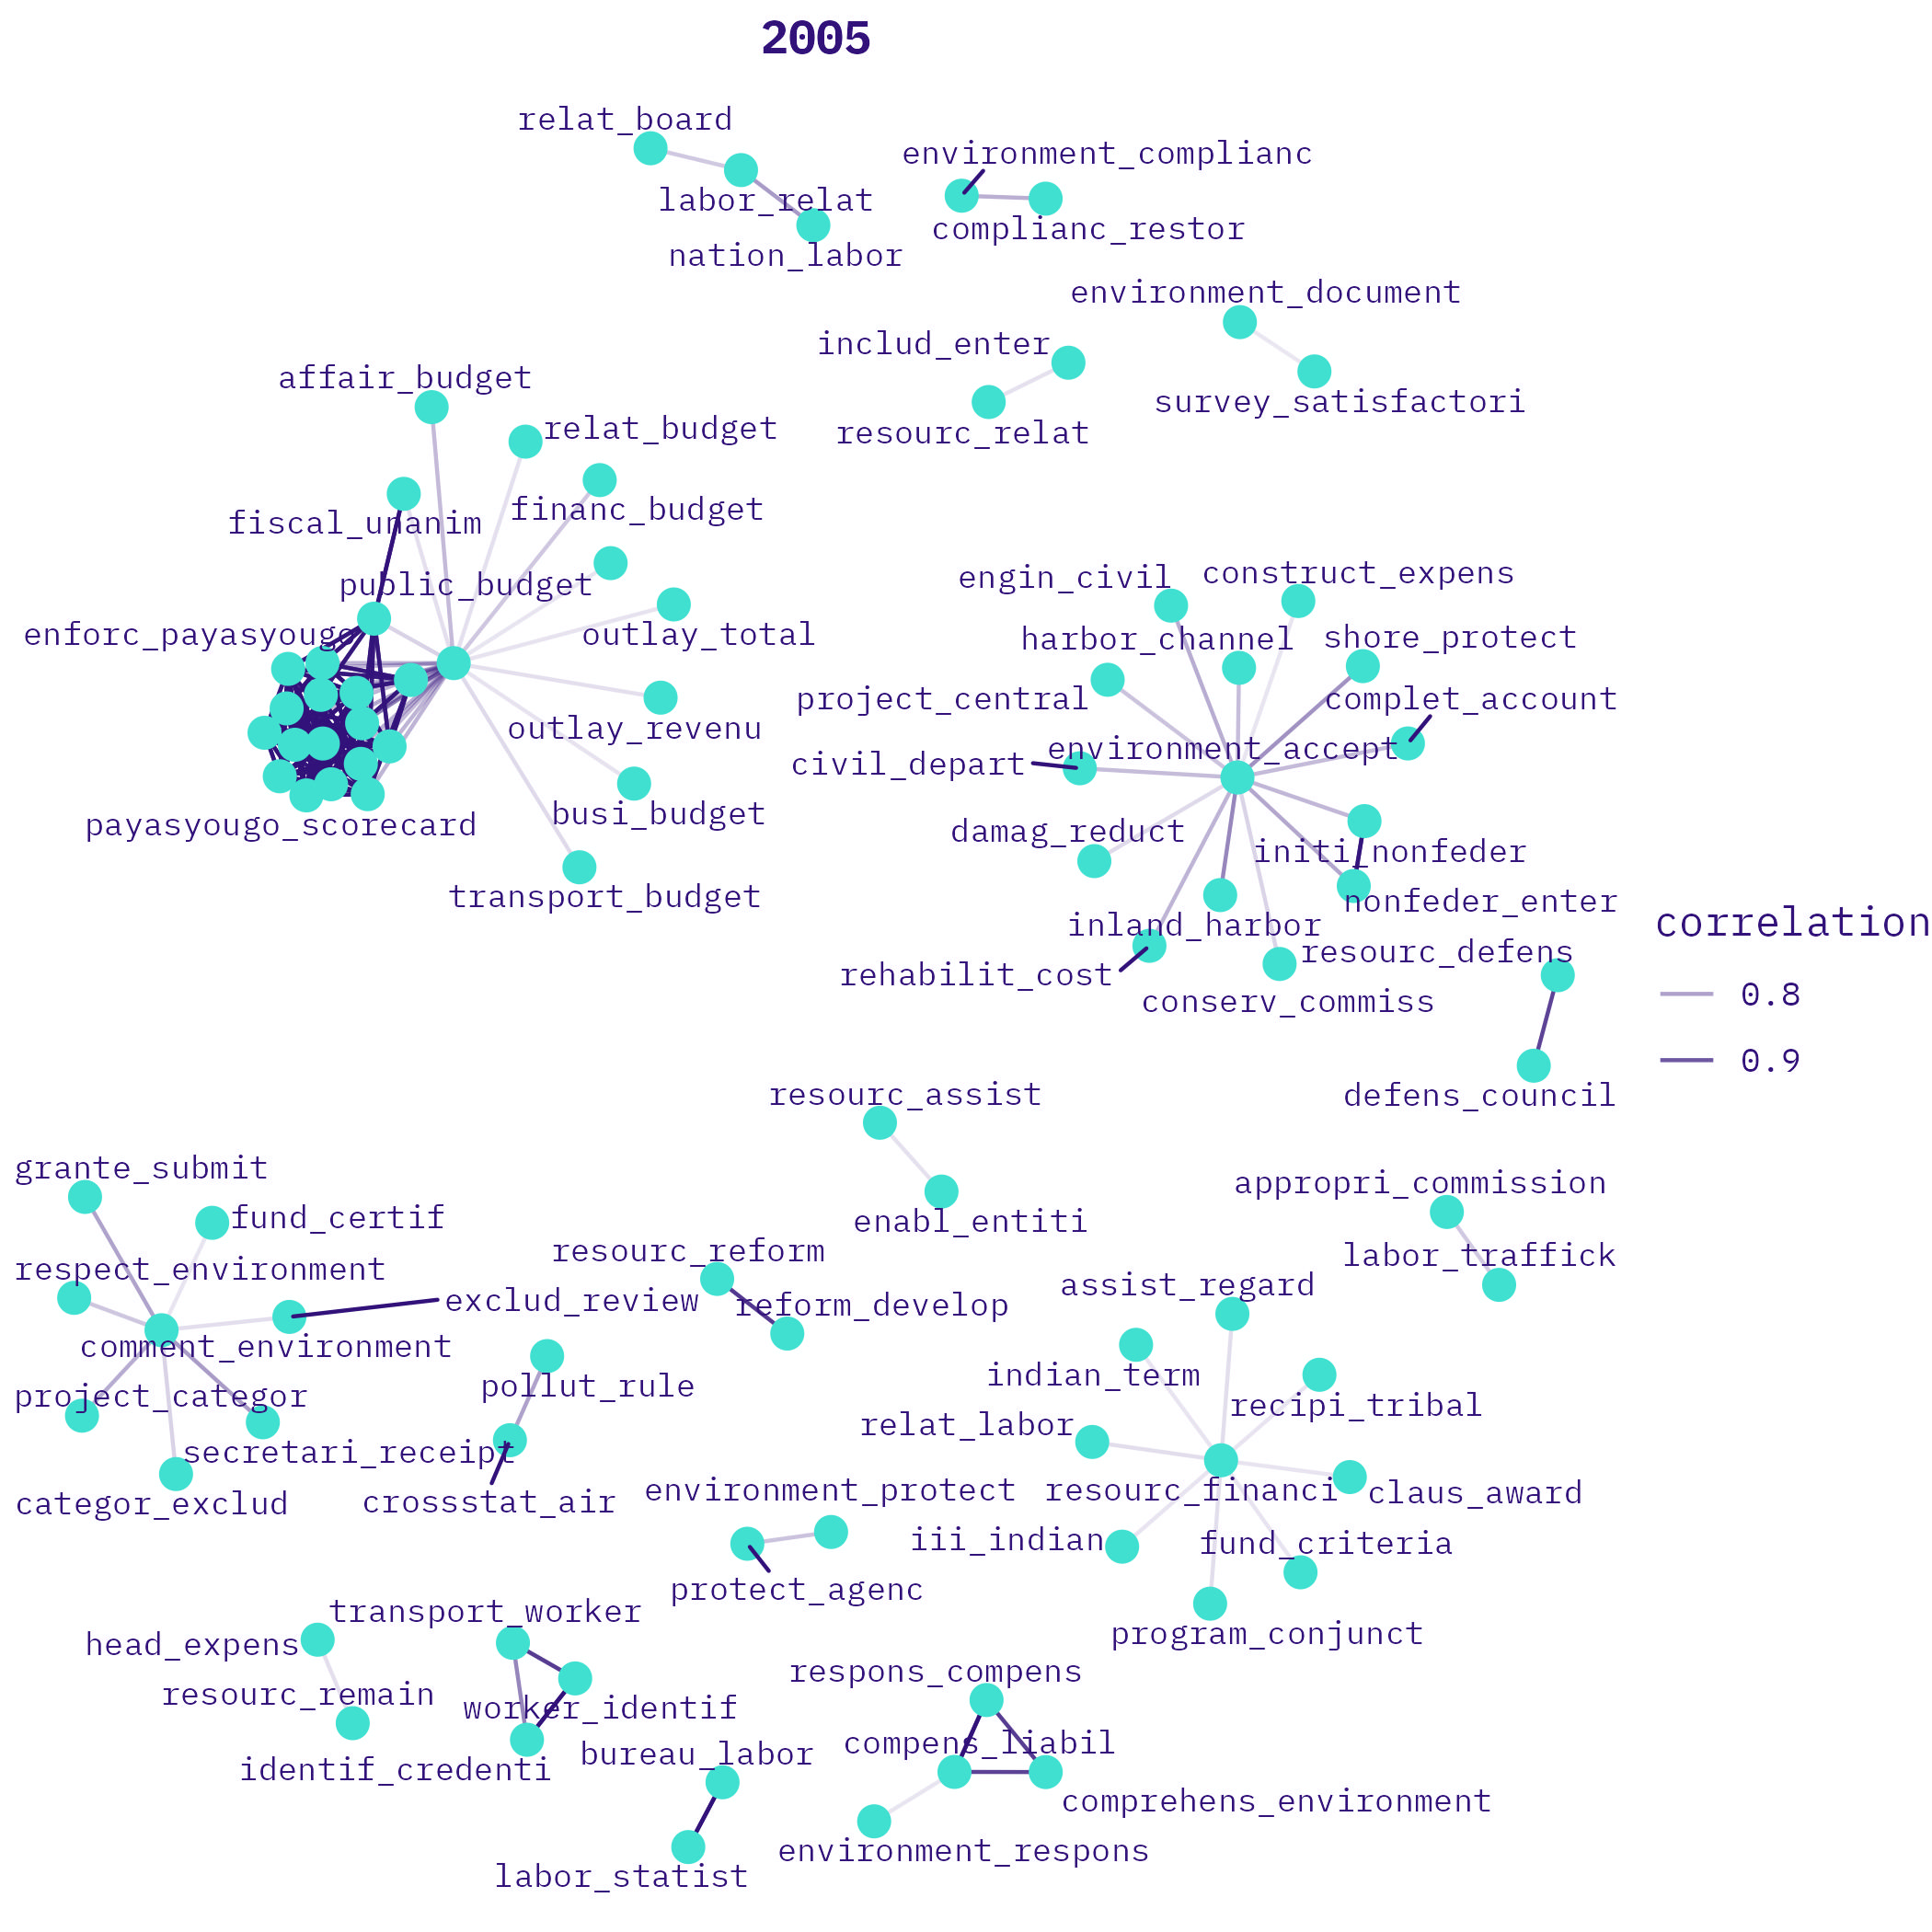 2005
relat_board
environment_complianc
labor_relat
complianc_restor
nation_labor
environment_document
includ_enter
affair_budget
survey_satisfactori
relat_budget
resourc_relat
financ_budget
fiscal_unanim
engin_civil
construct_expens
public_budget
enforc_payasyougo
outlay_total
harbor_channel
shore_protect
project_central
complet_account
outlay_revenu
environment_accept
civil_depart
busi_budget
payasyougo_scorecard
damag_reduct
initi_nonfeder
transport_budget
nonfeder_enter
inland_harbor
correlation
resourc_defens
rehabilit_cost
0.8
conserv_commiss
0.9
resourc_assist
defens_council
grante_submit
appropri_commission
fund_certif
enabl_entiti
resourc_reform
labor_traffick
respect_environment
assist_regard
exclud_review
reform_develop
comment_environment
indian_term
pollut_rule
project_categor
recipi_tribal
relat_labor
secretari_receipt
environment_protect
resourc_financi
claus_award
categor_exclud
crossstat_air
iii_indian
fund_criteria
protect_agenc
transport_worker
program_conjunct
head_expens
respons_compens
resourc_remain
worker_identif
compens_liabil
bureau_labor
identif_credenti
comprehens_environment
environment_respons
labor_statist